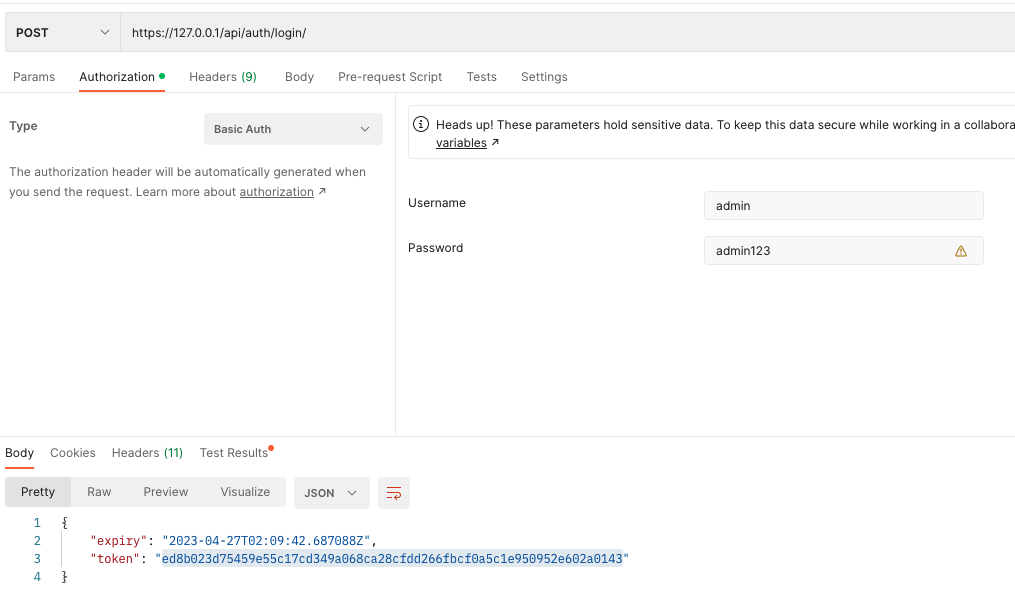 POST https://127.0.0.1/api/auth/login/
Params Authorization Headers (9) Body Pre-request Script Tests Settings
Type Basic Auth
The authorization header will be automatically generated when
you send the request. Learn more about authorization ↗
Heads up! These parameters hold sensitive data. To keep this data secure while working in a collabora
variables ↗
Username admin
Password admin123
Body Cookies Headers (11) Test Results
Pretty Raw Preview Visualize JSON
1 {
2 "expiry": "2023-04-27T02:09:42.687088Z",
3 "token": "ed8b023d75459e55c17cd349a068ca28cfdd266fbcf0a5c1e950952e602a0143"
4 }